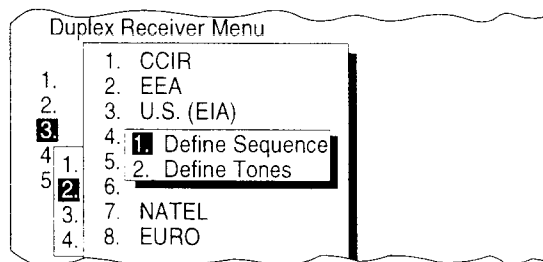 Duplex Receiver Menu
1.
2.
3.
4
5
1.
2.
3.
4.
1. CCIR
2. EEA
3. U.S. (EIA)
4.
5.
6.
7. NATEL
8. EURO
1. Define Sequence
2. Define Tones